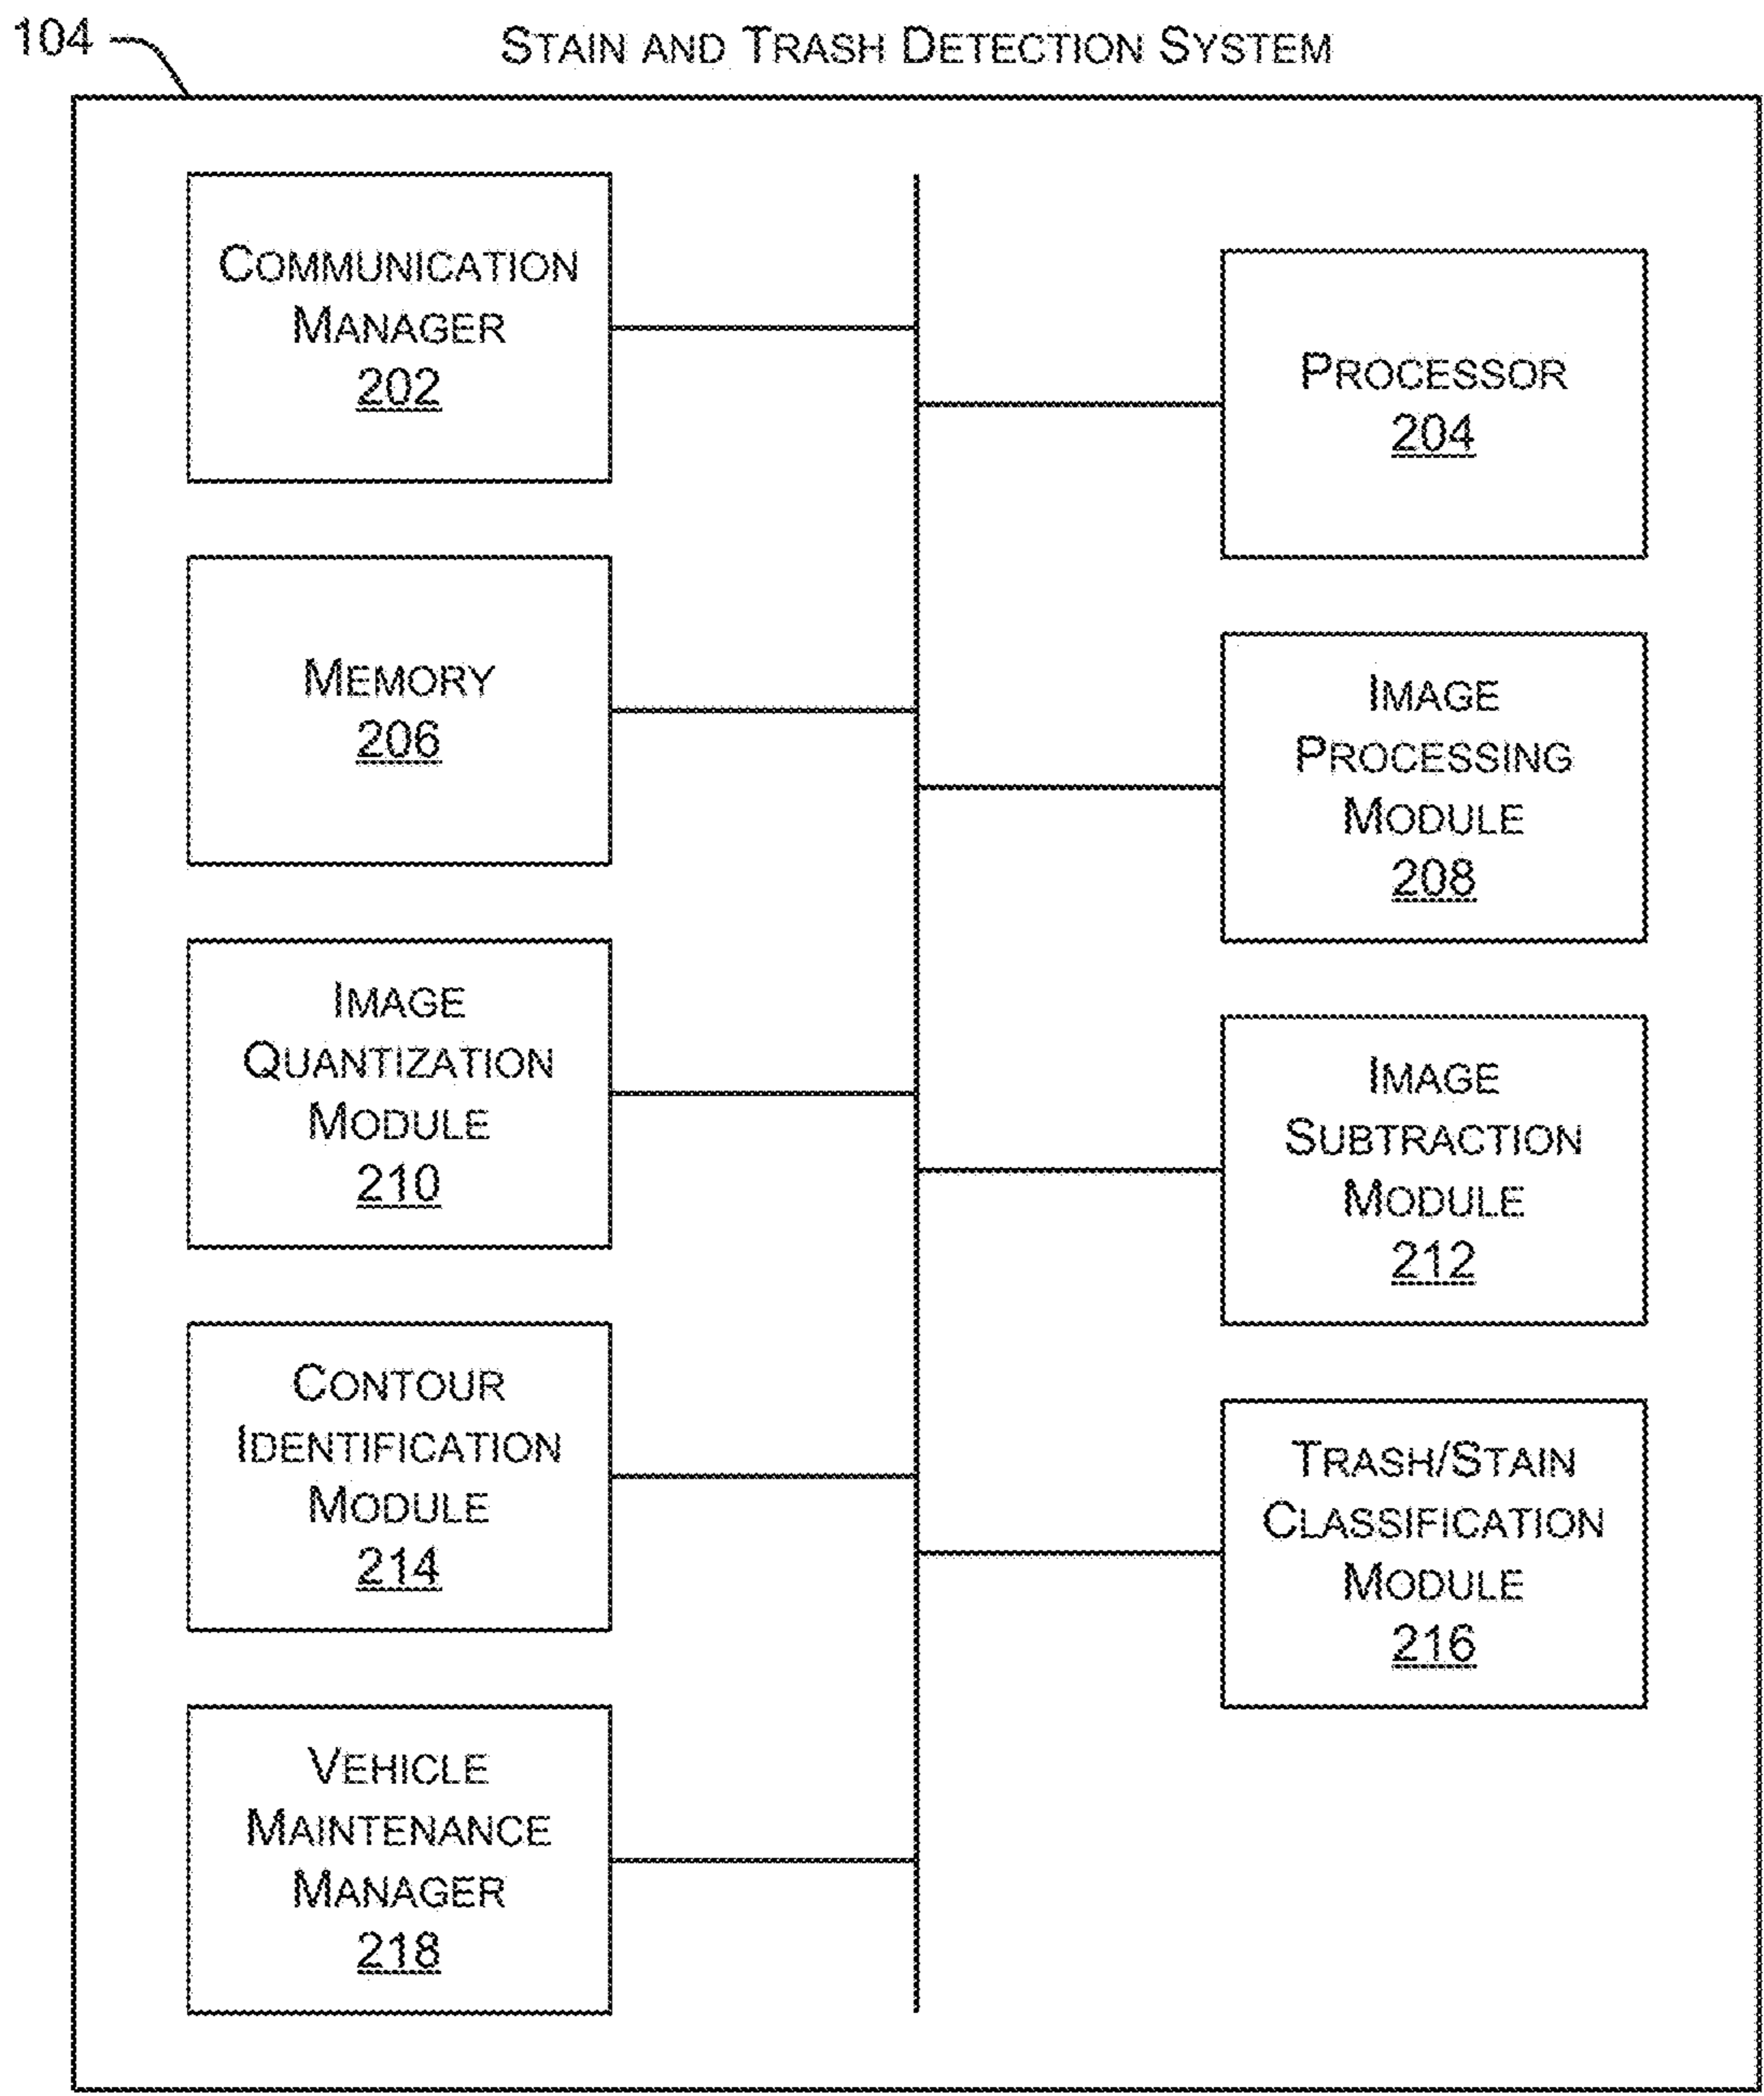 104
STAIN AND TRASH DETECTION SYSTEM
COMMUNICATION
MANAGER
202
PROCESSOR
204
MEMORY
206
IMAGE
PROCESSING
MODULE
208
IMAGE
QUANTIZATION
MODULE
210
IMAGE
SUBTRACTION
MODULE
212
CONTOUR
IDENTIFICATION
MODULE
214
TRASH/STAIN
CLASSIFICATION
MODULE
216
VEHICLE
MAINTENANCE
MANAGER
218